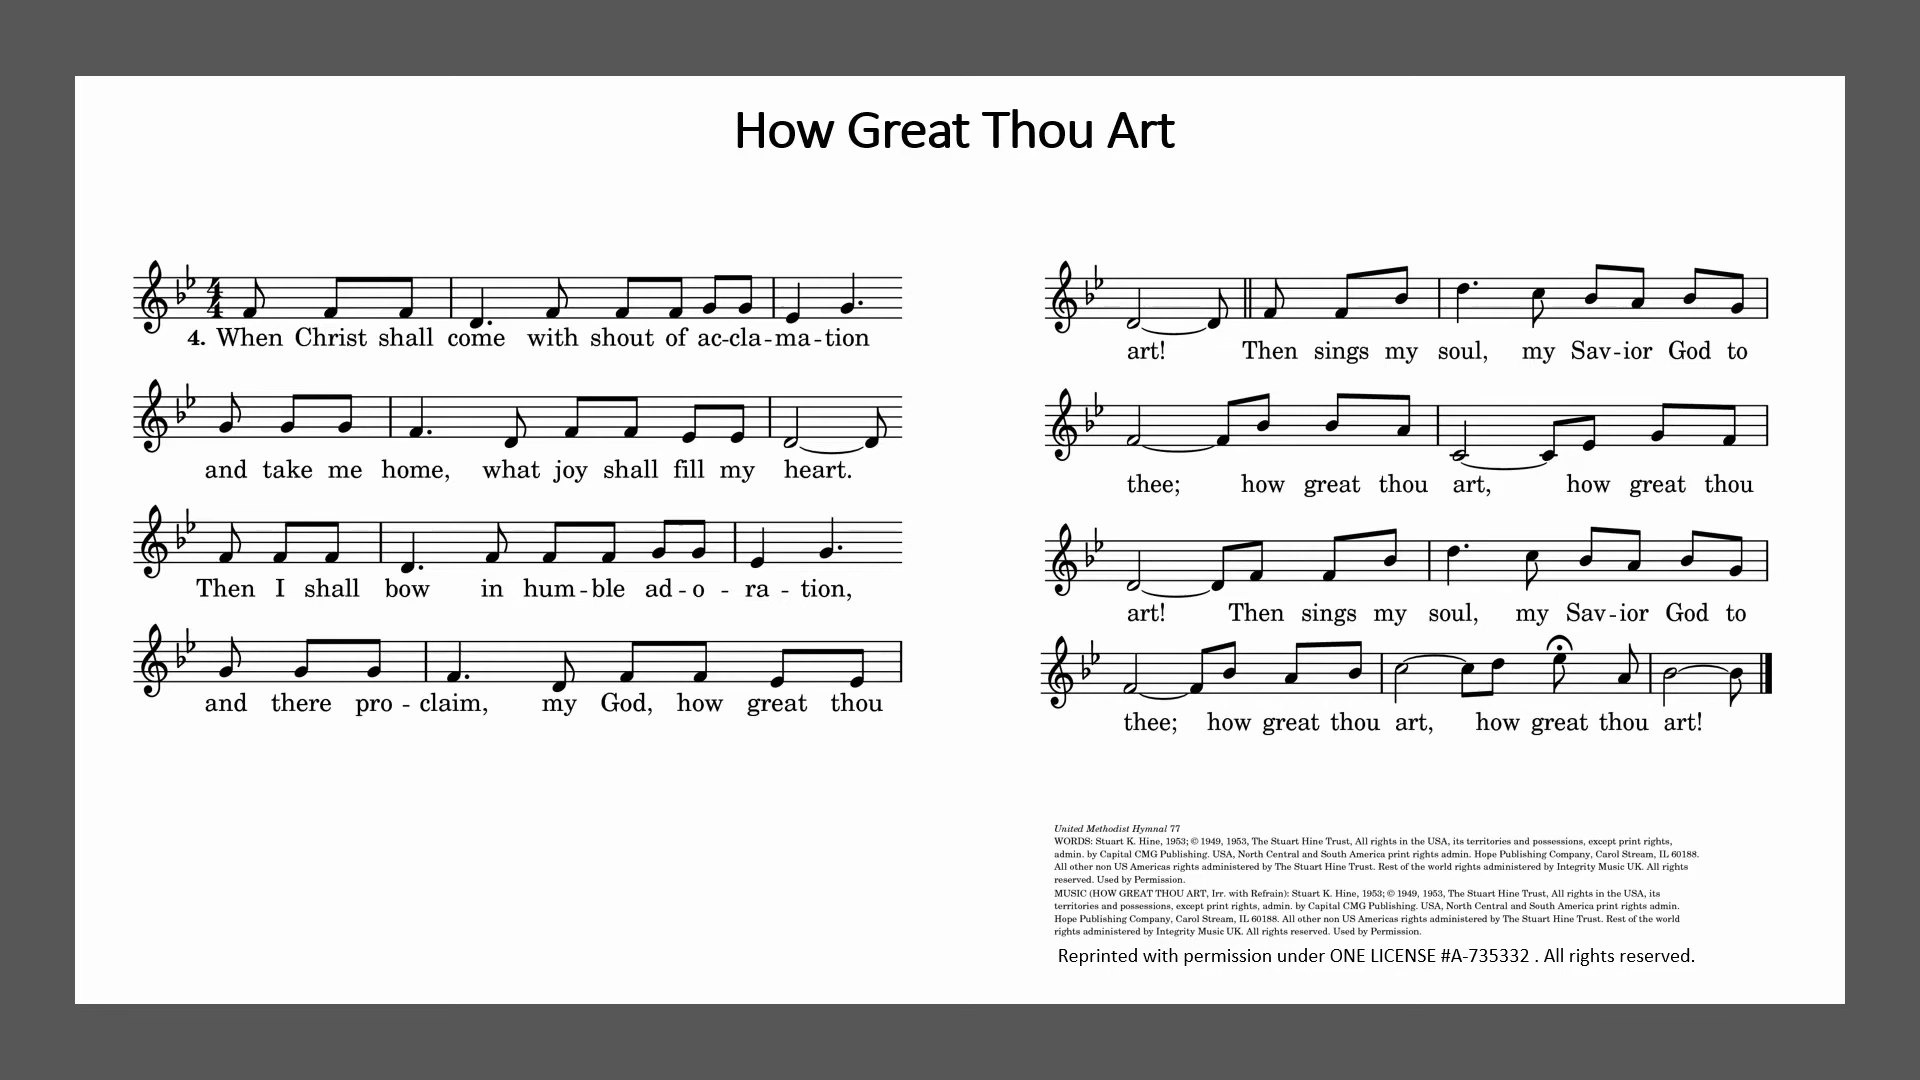 How Great Thou Art
4. When Christ shall come with shout of ac-cla-ma-tion
and take me home, what joy shall fill my heart.
Then I shall bow in hum-ble ad-o-ra-tion,
and there pro-claim, my God, how great thou
art! Then sings my soul, my Sav-ior God to
thee; how great thou art, how great thou
art! Then sings my soul, my Sav-ior God to
thee; how great thou art, how great thou art!
United Methodist Hymnal 77
WORDS: Stuart K. Hine, 1953; © 1949, 1953, The Stuart Hine Trust, All rights in the USA, its territories and possessions, except print rights,
admin. by Capital CMG Publishing. USA, North Central and South America print rights admin. Hope Publishing Company, Carol Stream, IL 60188.
All other non US Americas rights administered by The Stuart Hine Trust. Rest of the world rights administered by Integrity Music UK. All rights
reserved. Used by Permission.
MUSIC (HOW GREAT THOU ART, Irr. with Refrain): Stuart K. Hine, 1953; © 1949, 1953, The Stuart Hine Trust, All rights in the USA, its
territories and possessions, except print rights, admin. by Capital CMG Publishing. USA, North Central and South America print rights admin.
Hope Publishing Company, Carol Stream, IL 60188. All other non US Americas rights administered by The Stuart Hine Trust. Rest of the world
rights administered by Integrity Music UK. All rights reserved. Used by Permission.
Reprinted with permission under ONE LICENSE #A-735332 . All rights reserved.